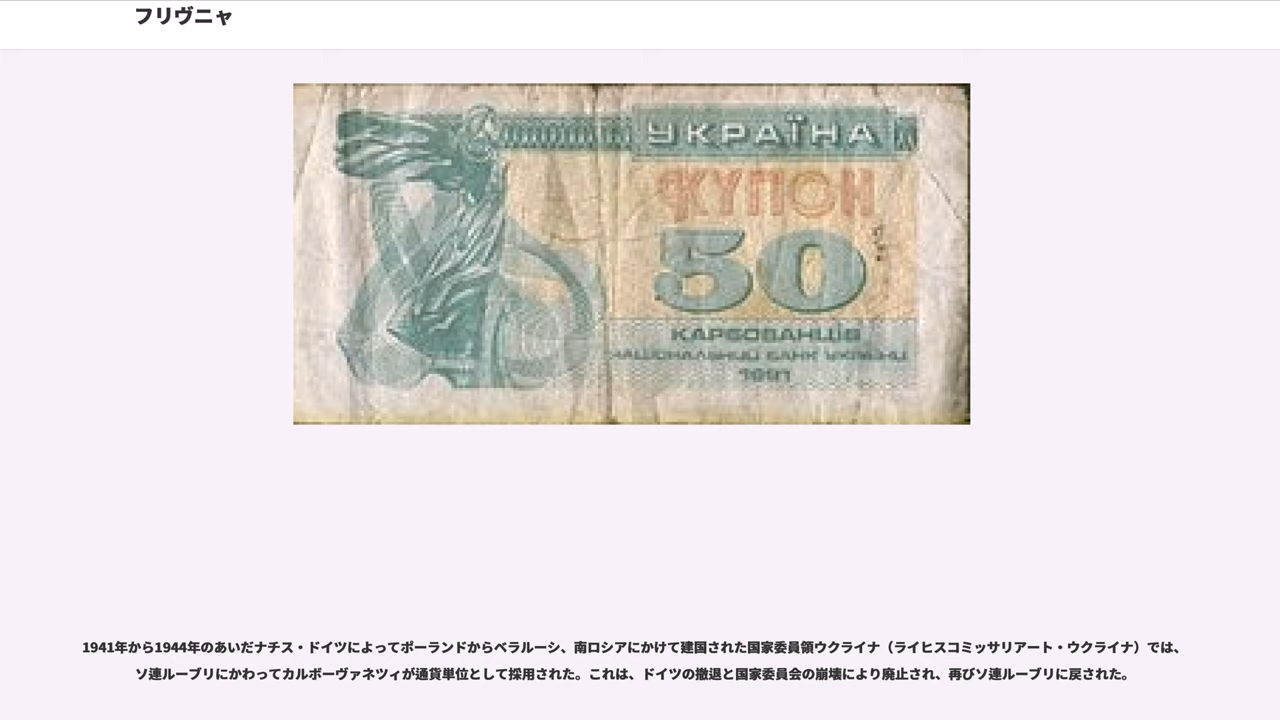 フリヴニャ
УКРАЇНА
КУПОН
50
КАРБОВАНЦІВ
НАЦІОНАЛЬНИЙ БАНК УКРАЇНИ
1991
1941年から1944年のあいだナチス・ドイツによってポーランドからベラルーシ、南ロシアにかけて建国された国家委員領ウクライナ（ライヒスコミッサリアート・ウクライナ）では、
ソ連ルーブリにかわってカルボーヴァネツィが通貨単位として採用された。これは、ドイツの撤退と国家委員会の崩壊により廃止され、再びソ連ルーブリに戻された。